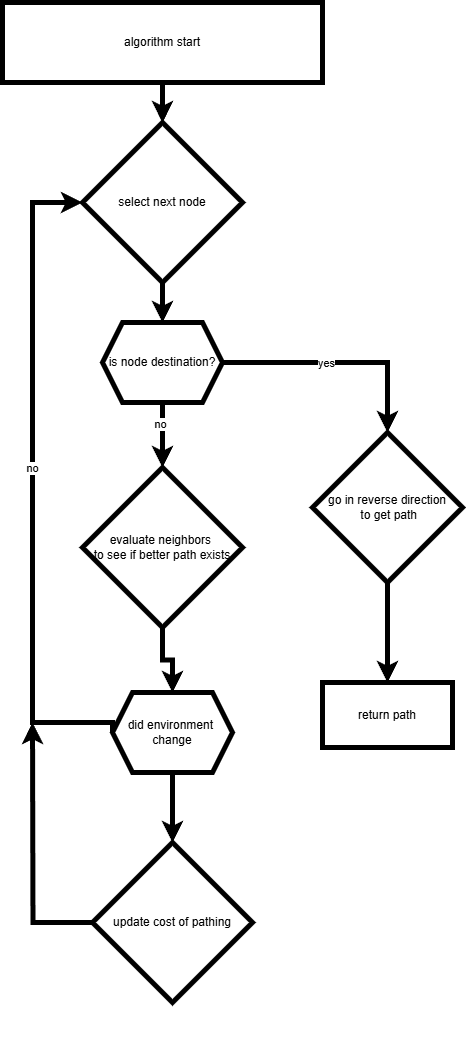 algorithm start
select next node
is node destination?
yes
no
go in reverse direction
to get path
no
evaluate neighbors
to see if better path exists
return path
did environment
change
update cost of pathing